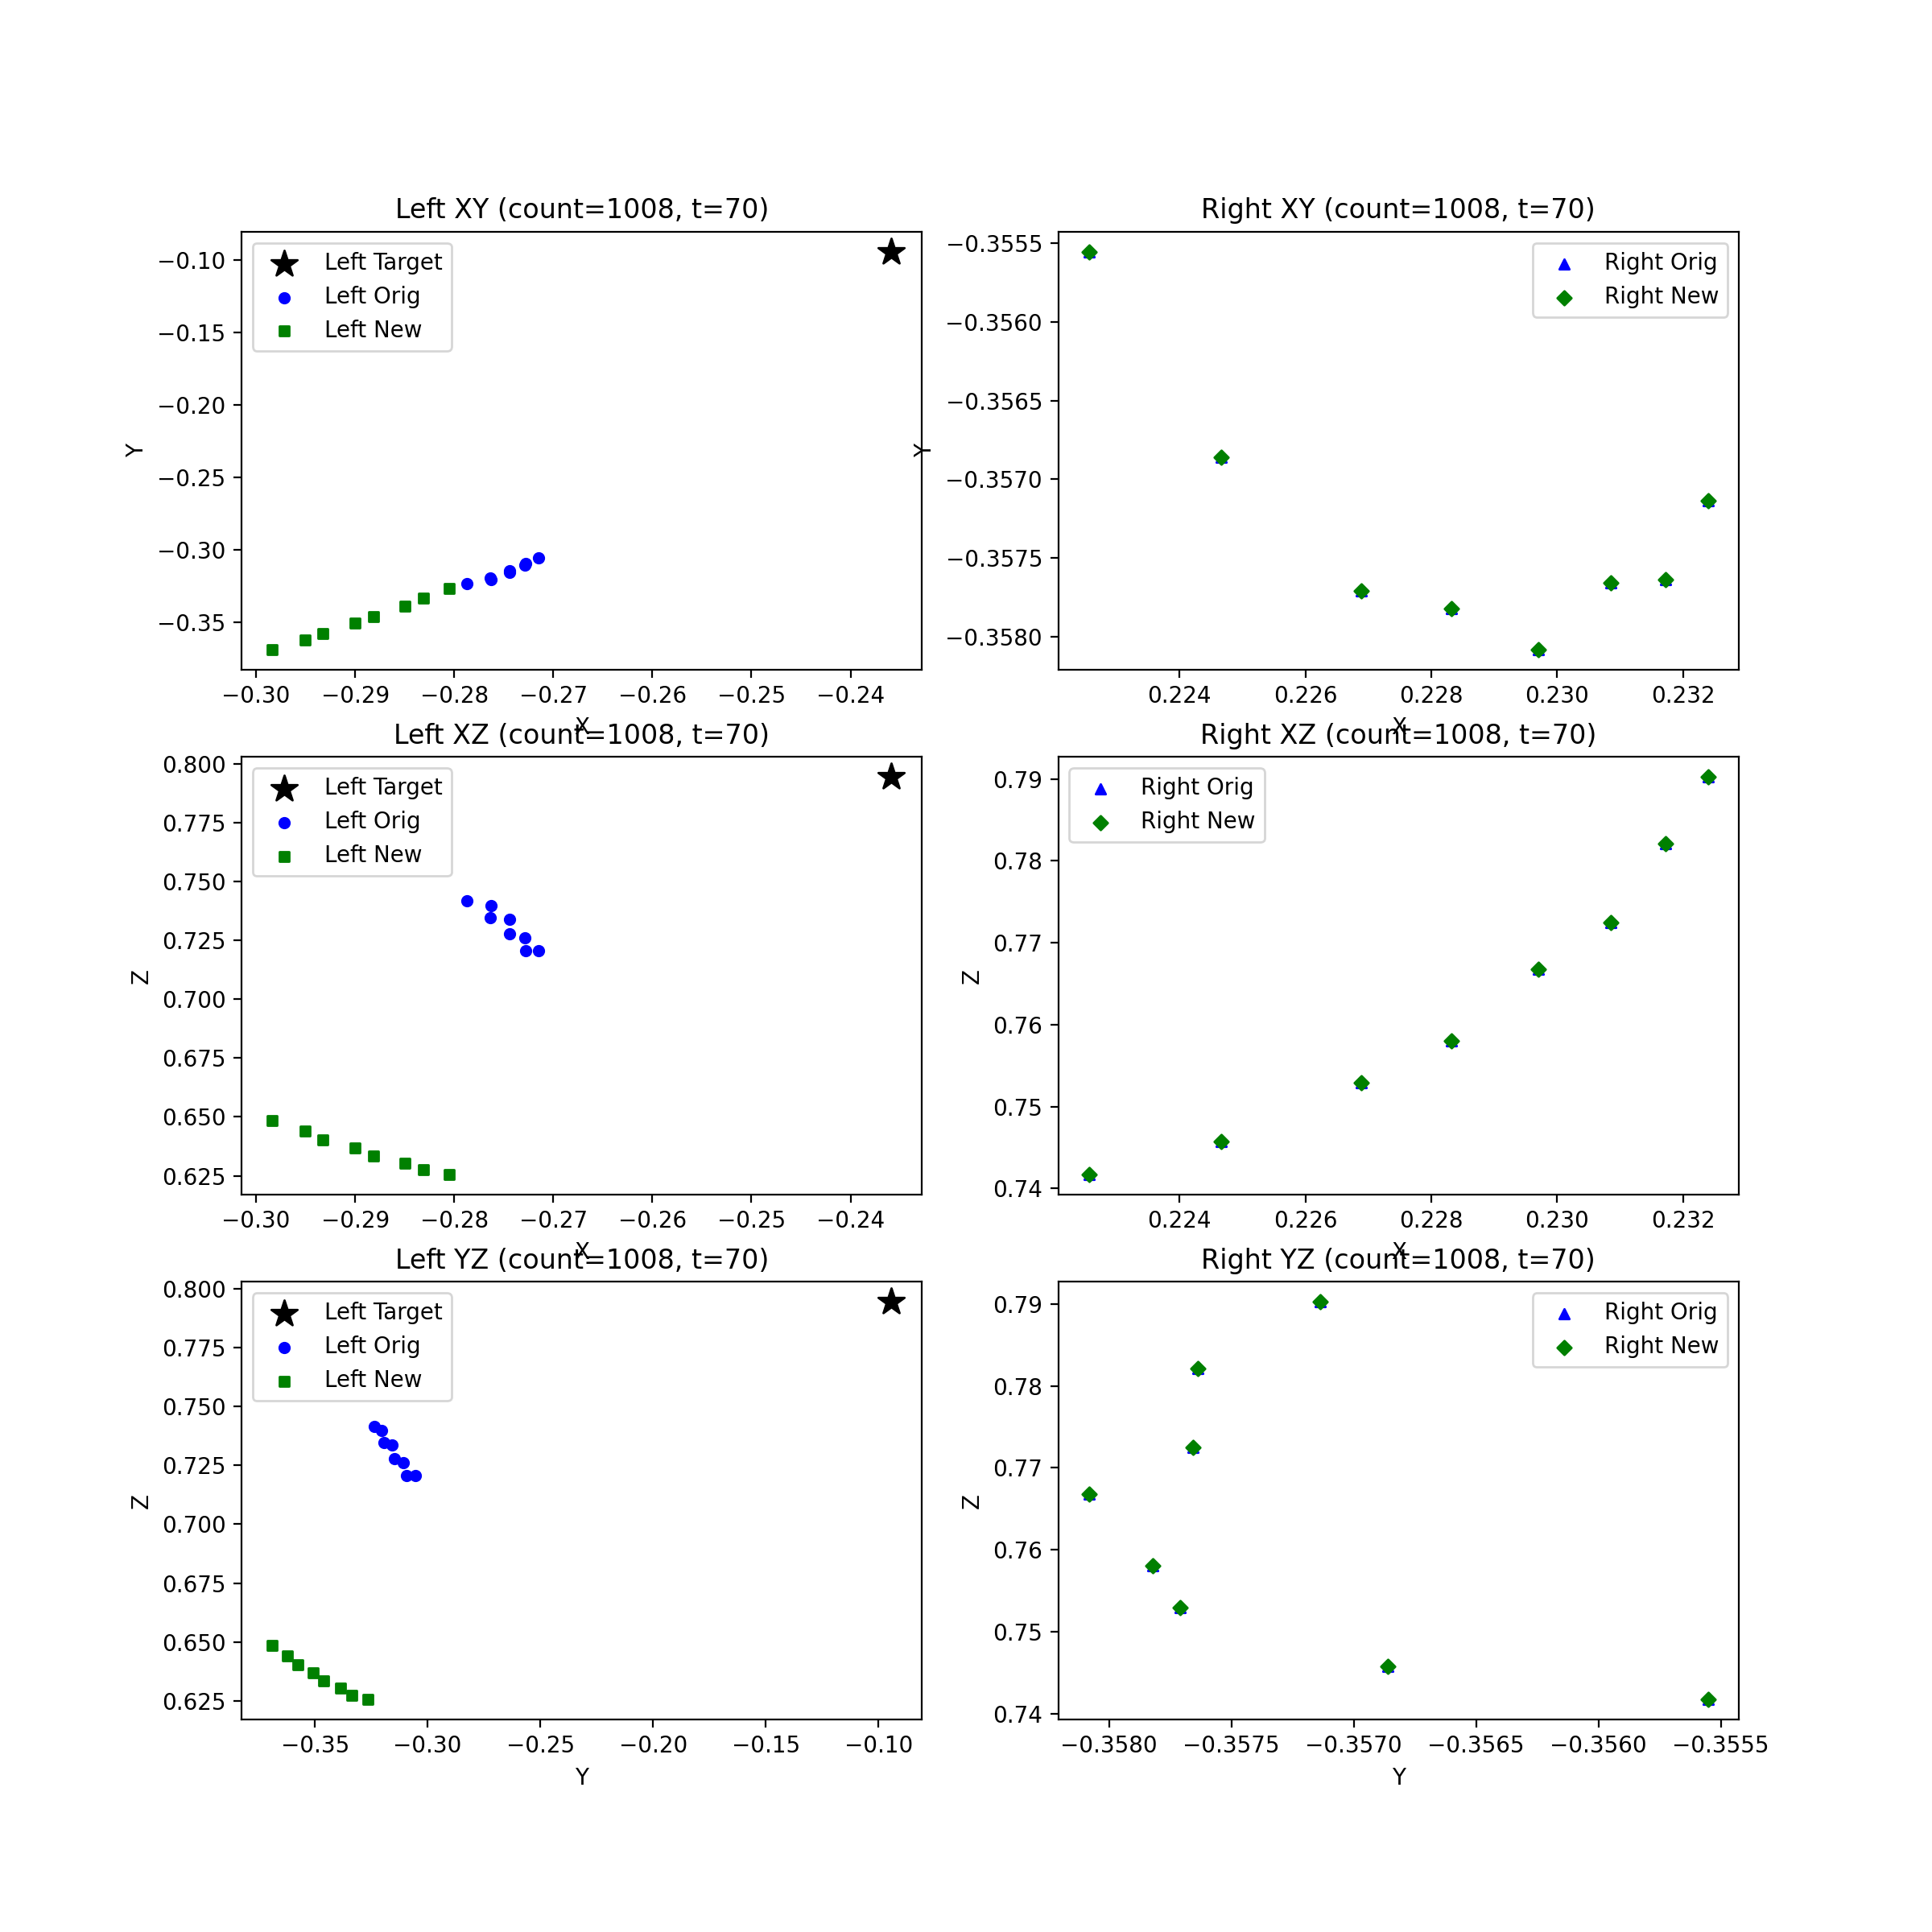 Left XY (count=1008, t=70)
Right XY (count=1008, t=70)
Left Target
Left Orig
Left New
Right Orig
Right New
−0.10
−0.15
−0.20
−0.25
−0.30
−0.35
Y
−0.30
−0.29
−0.28
−0.27
−0.26
−0.25
−0.24
X
−0.3555
−0.3560
−0.3565
−0.3570
−0.3575
−0.3580
Y
0.224
0.226
0.228
0.230
0.232
X
Left XZ (count=1008, t=70)
Right XZ (count=1008, t=70)
Left Target
Left Orig
Left New
Right Orig
Right New
0.800
0.775
0.750
0.725
0.700
0.675
0.650
0.625
Z
−0.30
−0.29
−0.28
−0.27
−0.26
−0.25
−0.24
X
0.79
0.78
0.77
0.76
0.75
0.74
Z
0.224
0.226
0.228
0.230
0.232
X
Left YZ (count=1008, t=70)
Right YZ (count=1008, t=70)
Left Target
Left Orig
Left New
Right Orig
Right New
0.800
0.775
0.750
0.725
0.700
0.675
0.650
0.625
Z
−0.35
−0.30
−0.25
−0.20
−0.15
−0.10
Y
0.79
0.78
0.77
0.76
0.75
0.74
Z
−0.3580
−0.3575
−0.3570
−0.3565
−0.3560
−0.3555
Y